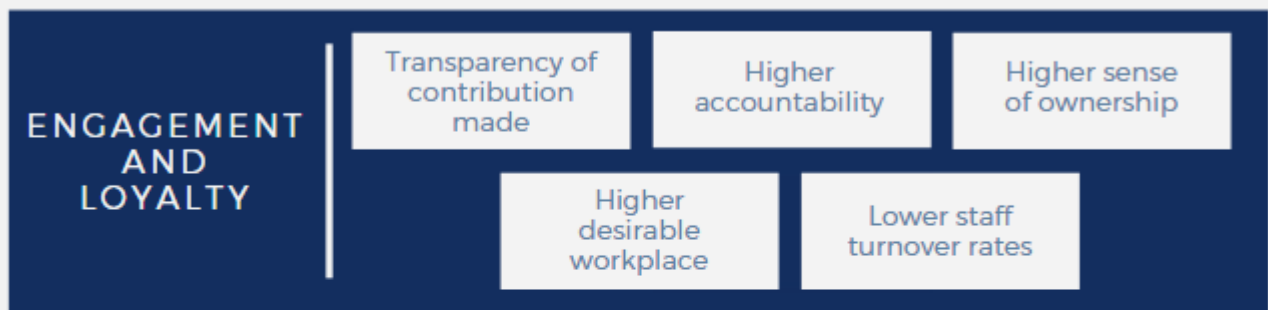 ENGAGEMENT
AND
LOYALTY
Transparency of
contribution
made
Higher
accountability
Higher sense
of ownership
Higher
desirable
workplace
Lower staff
turnover rates